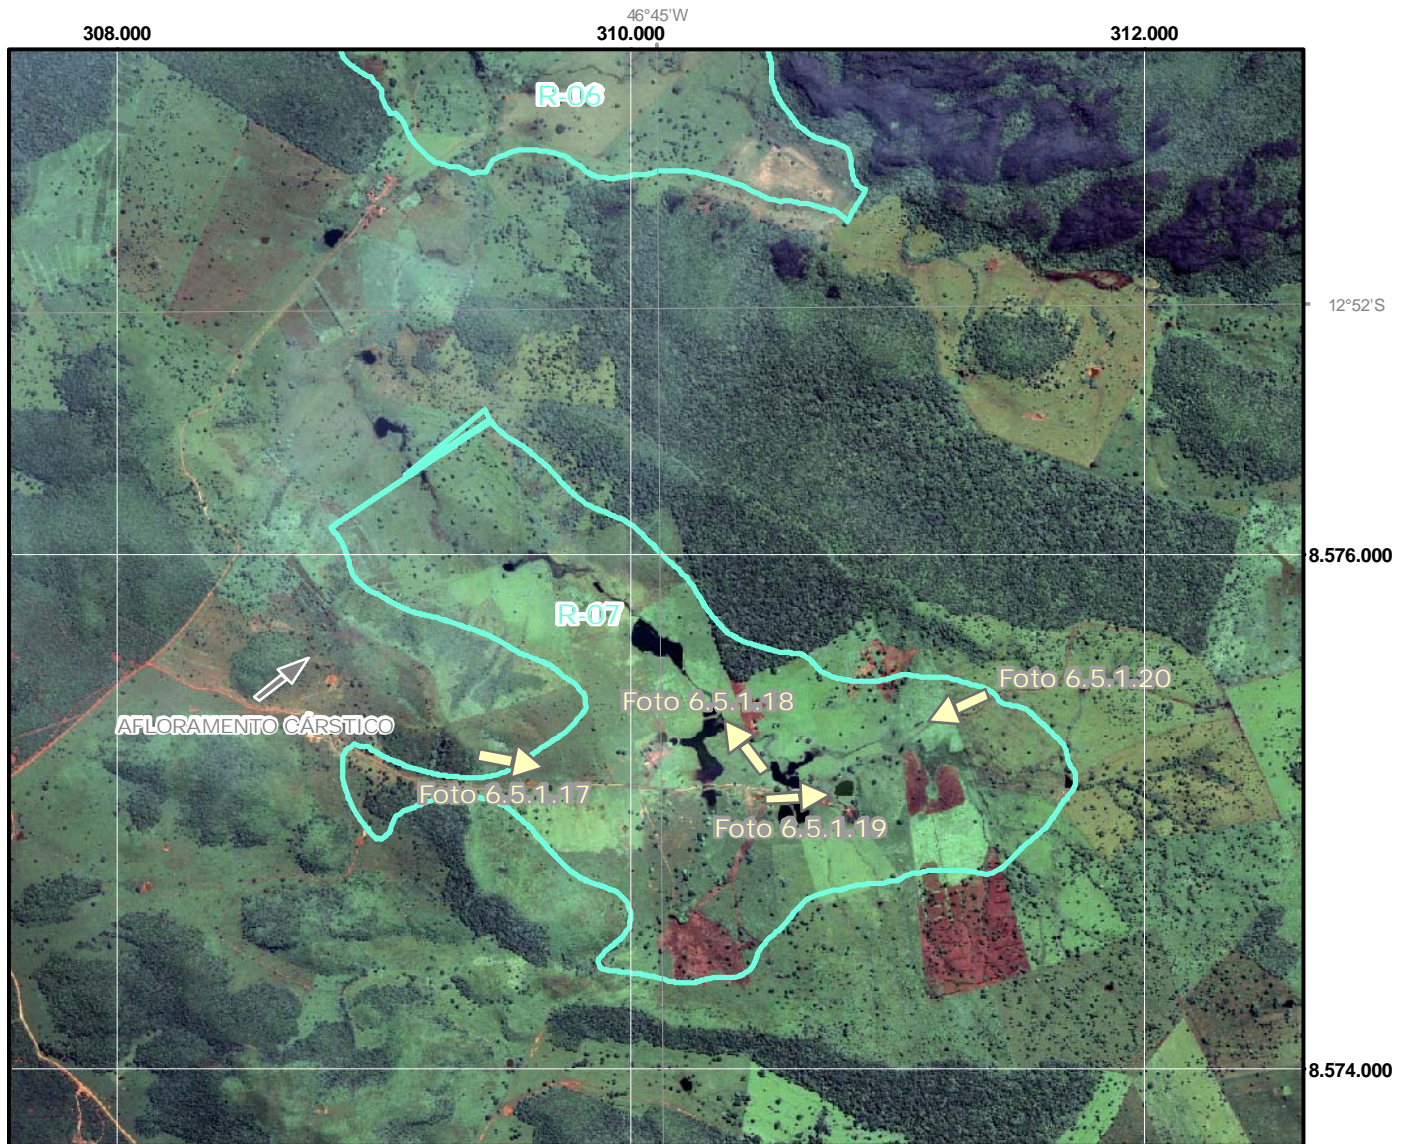 46°45'W
308.000
310.000
312.000
R-06
12°52'S
8.576.000
R-07
Foto 6.5.1.20
Foto 6.5.1.18
AFLORAMENTO CÁRSTICO
Foto 6.5.1.17
Foto 6.5.1.19
8.574.000